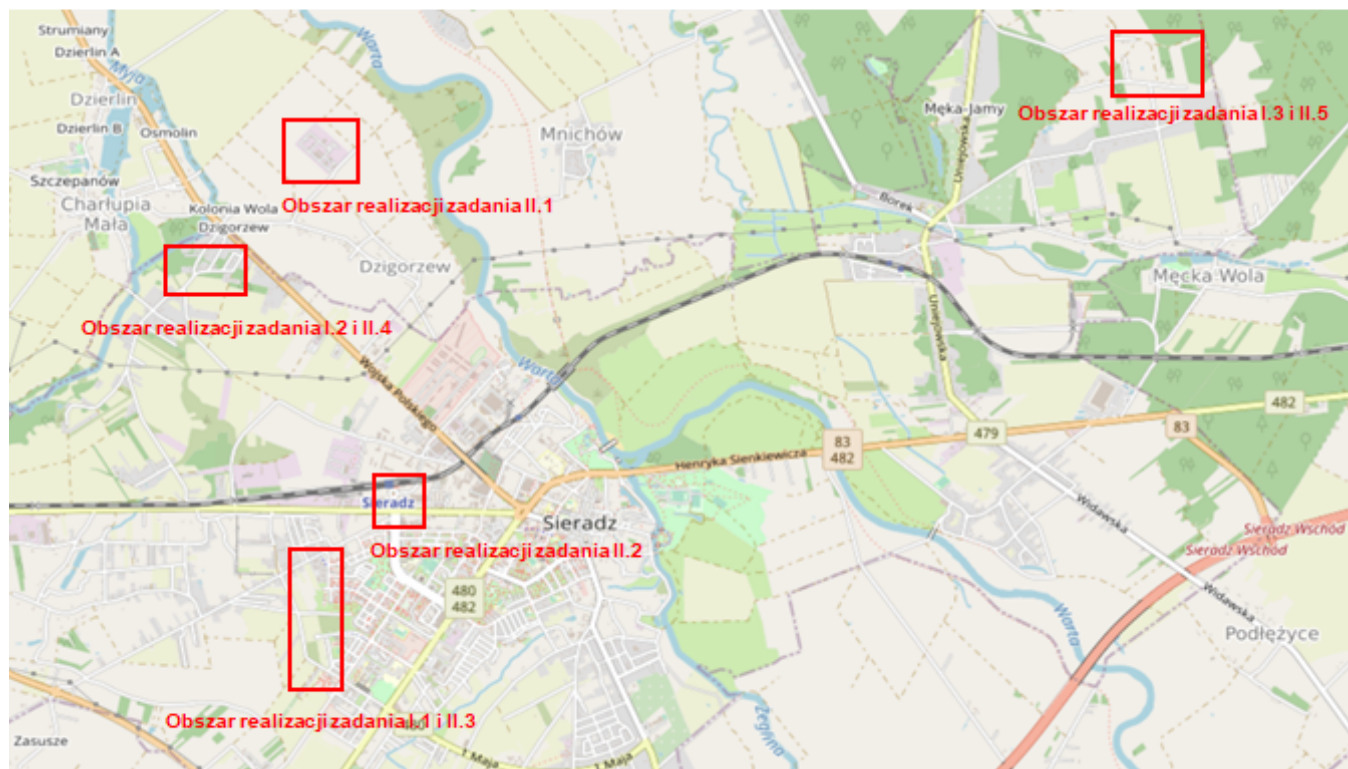 Strumiany
Dzierlin A
Myja
Dzierlin
Dzierlin B
Osmolin
Szczepanów
Charłupia
Mała
Kolonia Wola
Dzigorzew
Warta
Mnichów
Męka-Jamy
Uniejowska
Obszar realizacji zadania I.3 i II.5
Obszar realizacji zadania II.1
Borek
Dzigorzew
Męcka Wola
Obszar realizacji zadania I.2 i II.4
Uniejowska
Wojska Polskiego
Warta
482
83
479
83
482
Henryka Sienkiewicza
Sieradz
Sieradz
Widawska
Sieradz Wschód
Sieradz Wschód
Obszar realizacji zadania II.2
480
482
Widawska
Warta
Podłężyce
Obszar realizacji zadania I.1 i II.3
Żeglina
480
Zasusze
1 Maja
1 Maja